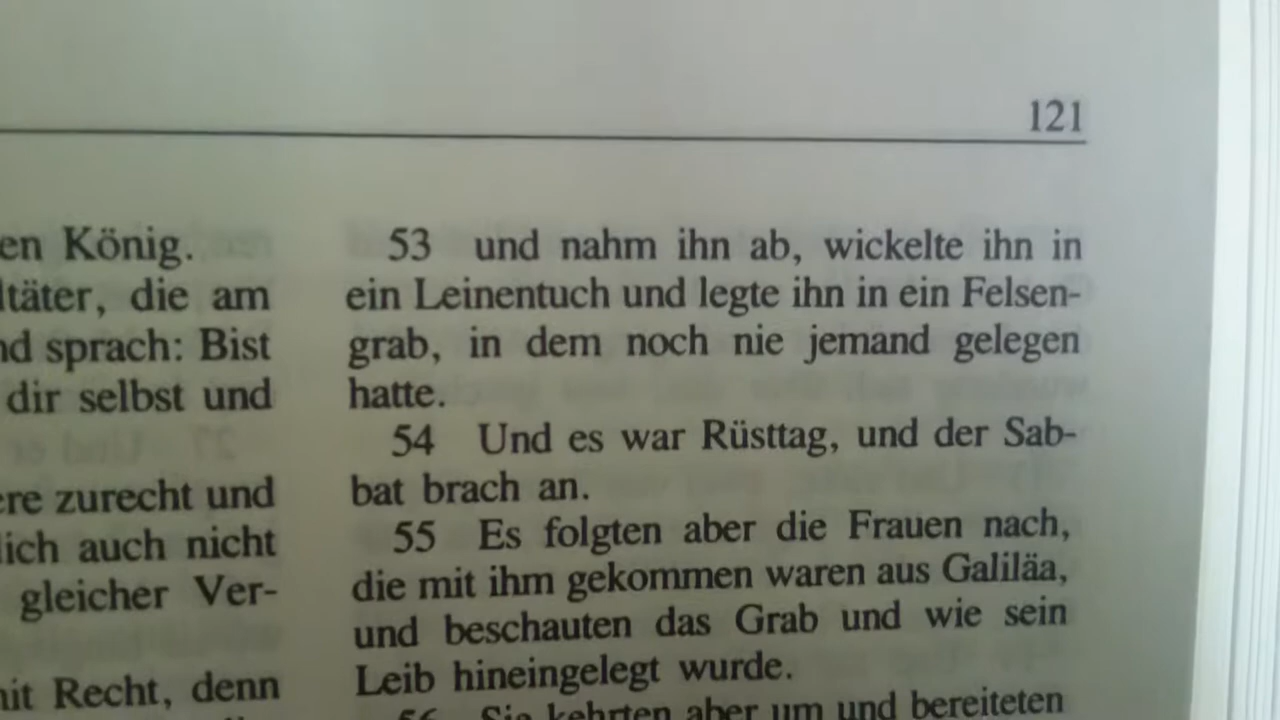 121
en König.
ltäter, die am
nd sprach: Bist
dir selbst und
ere zurecht und
lich auch nicht
gleicher Ver-
mit Recht, denn
53 und nahm ihn ab, wickelte ihn in
ein Leinentuch und legte ihn in ein Felsen-
grab, in dem noch nie jemand gelegen
hatte.
54 Und es war Rüsttag, und der Sab-
bat brach an.
55 Es folgten aber die Frauen nach,
die mit ihm gekommen waren aus Galiläa,
und beschauten das Grab und wie sein
Leib hineingelegt wurde.
56 Sie kehrten aber um und bereiteten